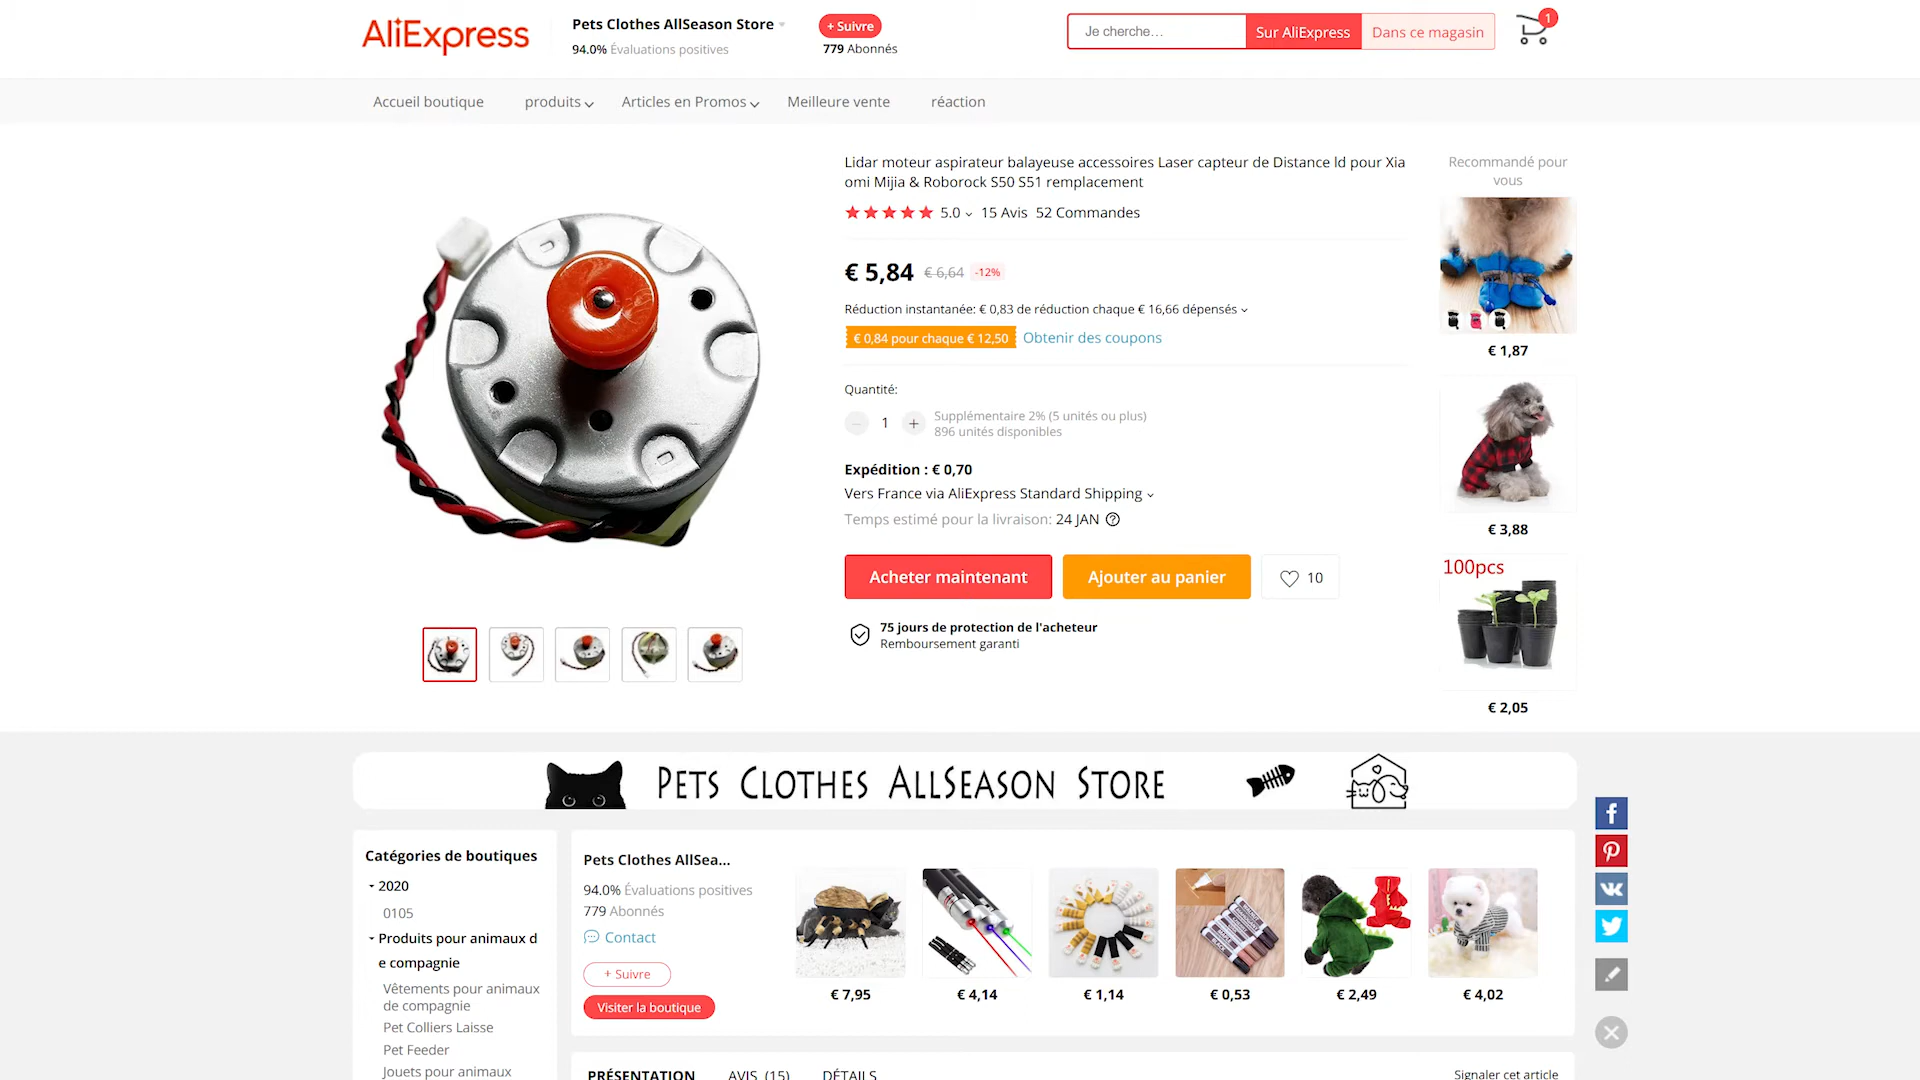 AliExpress
Pets Clothes AllSeason Store
94.0% Évaluations positives
+ Suivre
779 Abonnés
Je cherche...
Sur AliExpress
Dans ce magasin
1
Accueil boutique
produits
Articles en Promos
Meilleure vente
réaction
Lidar moteur aspirateur balayeuse accessoires Laser capteur de Distance ld pour Xia
omi Mijia & Roborock S50 S51 remplacement
5.0 15 Avis 52 Commandes
€ 5,84 € 6,64 -12%
Réduction instantanée: € 0,83 de réduction chaque € 16,66 dépensés
€ 0,84 pour chaque € 12,50 Obtenir des coupons
Quantité:
1
Supplémentaire 2% (5 unités ou plus)
896 unités disponibles
Expédition : € 0,70
Vers France via AliExpress Standard Shipping
Temps estimé pour la livraison: 24 JAN
Acheter maintenant
Ajouter au panier
10
75 jours de protection de l'acheteur
Remboursement garanti
Recommandé pour
vous
€ 1,87
€ 3,88
100pcs
€ 2,05
PETS CLOTHES ALLSEASON STORE
Catégories de boutiques
2020
0105
Produits pour animaux d
e compagnie
Vêtements pour animaux
de compagnie
Pet Colliers Laisse
Pet Feeder
Jouets pour animaux
Pets Clothes AllSea...
94.0% Évaluations positives
779 Abonnés
Contact
+ Suivre
Visiter la boutique
€ 7,95
€ 4,14
€ 1,14
€ 0,53
€ 2,49
€ 4,02
PRÉSENTATION
AVIS (15)
DÉTAILS
Signaler cet article